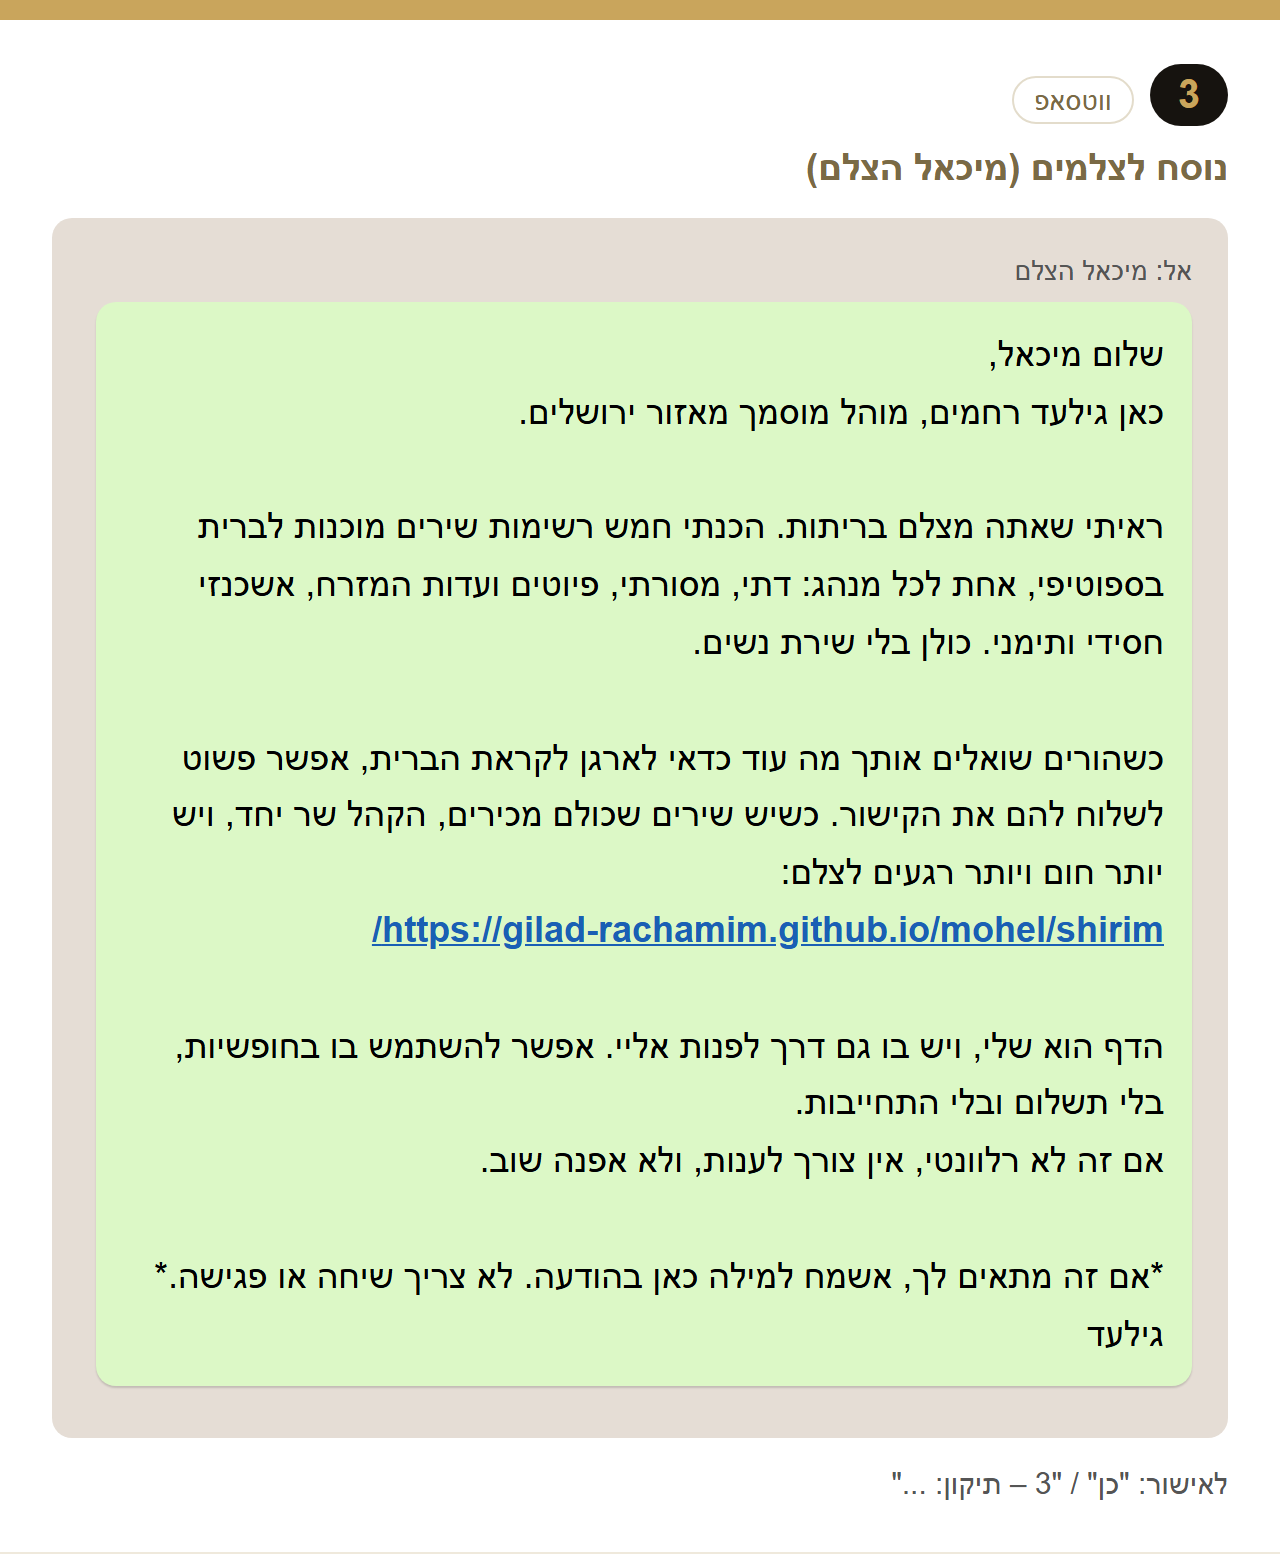 3
ווטסאפ
נוסח לצלמים (מיכאל הצלם)
אל: מיכאל הצלם
שלום מיכאל,
כאן גילעד רחמים, מוהל מוסמך מאזור ירושלים.
ראיתי שאתה מצלם בריתות. הכנתי חמש רשימות שירים מוכנות לברית
בספוטיפי, אחת לכל מנהג: דתי, מסורתי, פיוטים ועדות המזרח, אשכנזי
חסידי ותימני. כולן בלי שירת נשים.
כשהורים שואלים אותך מה עוד כדאי לארגן לקראת הברית, אפשר פשוט
לשלוח להם את הקישור. כשיש שירים שכולם מכירים, הקהל שר יחד, ויש
יותר חום ויותר רגעים לצלם:
https://gilad-rachamim.github.io/mohel/shirim/
הדף הוא שלי, ויש בו גם דרך לפנות אליי. אפשר להשתמש בו בחופשיות,
בלי תשלום ובלי התחייבות.
אם זה לא רלוונטי, אין צורך לענות, ולא אפנה שוב.
*אם זה מתאים לך, אשמח למילה כאן בהודעה. לא צריך שיחה או פגישה.*
גילעד
לאישור: "כן" / "3 – תיקון: ..."